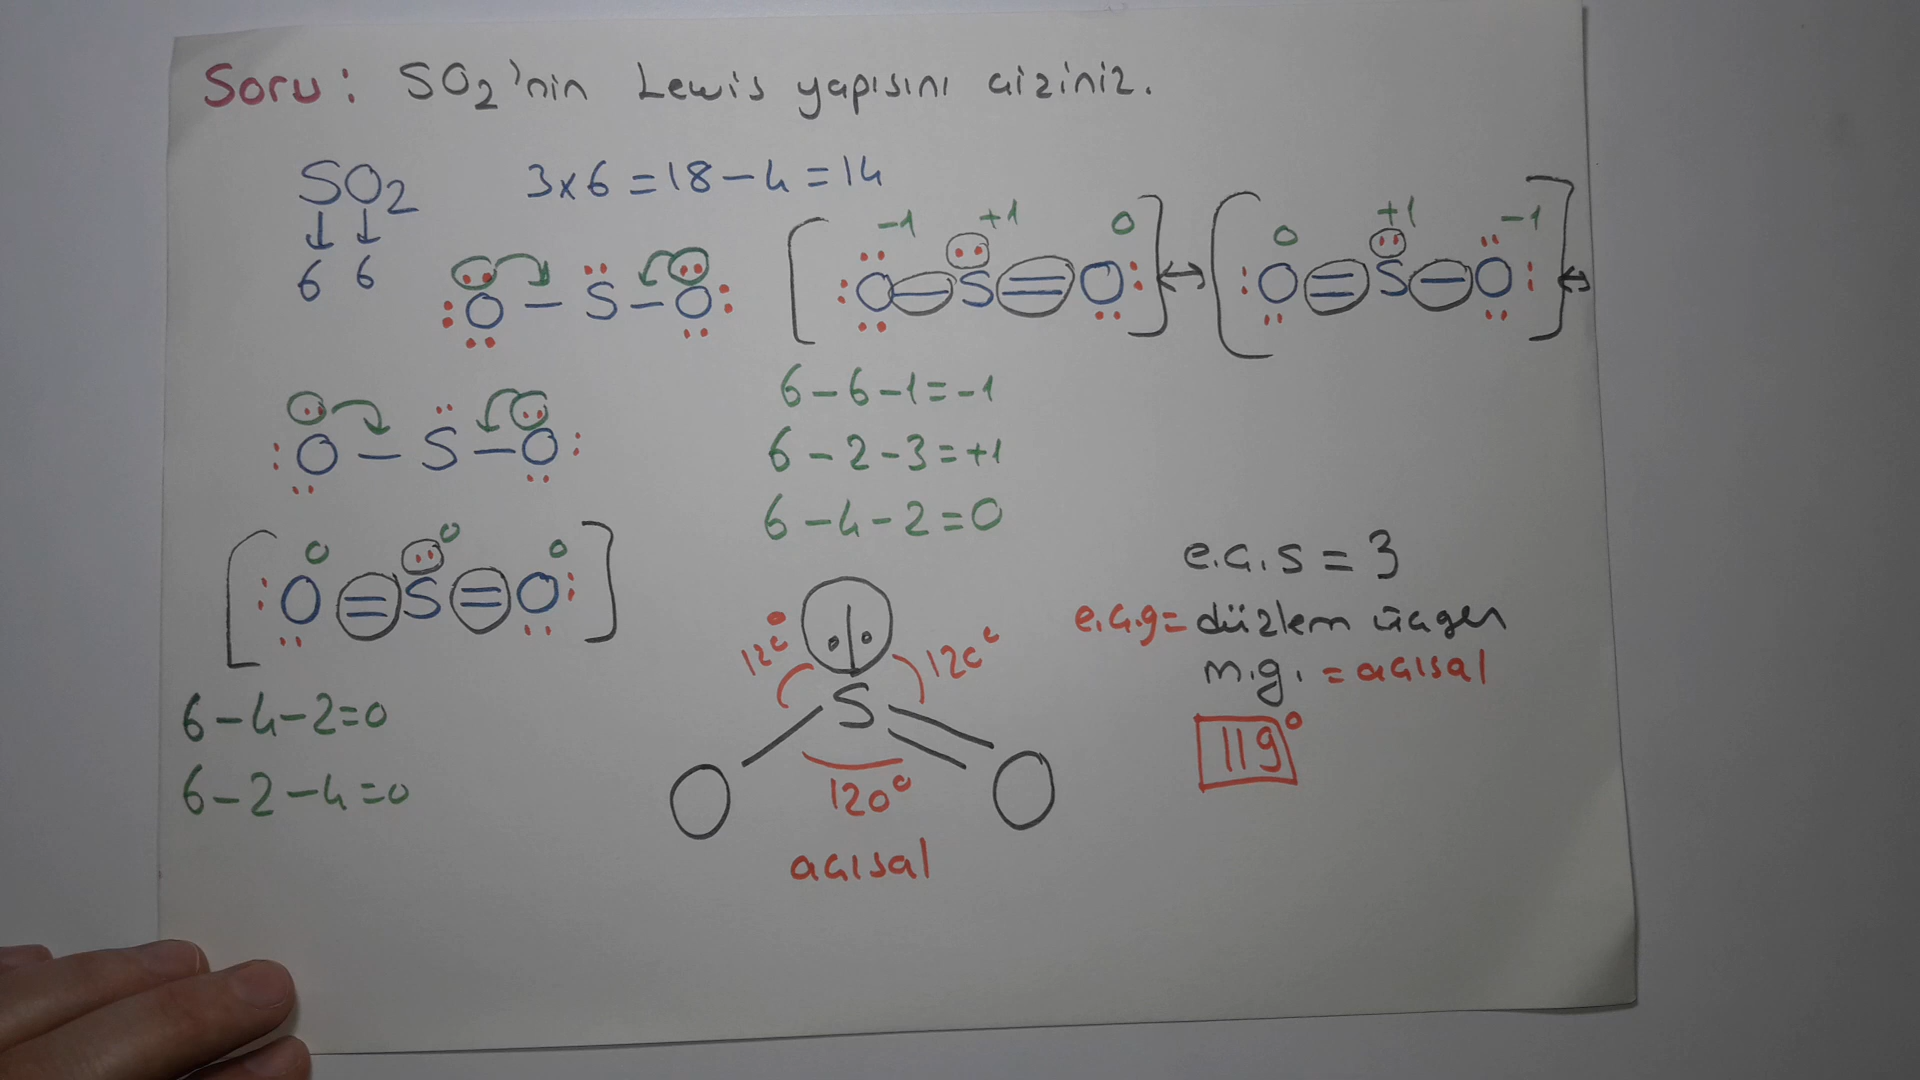 Soru: SO2'nin Lewis yapısını çiziniz.
SO2
6 6
3x6=18-4=14
O-S-O
[O-S=O]↔[O=S-O]↔
-1 +1 0
0 +1 -1
O-S-O
6-6-1=-1
6-2-3=+1
6-4-2=0
[O=S=O]
0 0 0
6-4-2=0
6-2-4=0
120° 120°
S
O O
120°
açısal
e.ç.s=3
e.ç.g=düzlem üçgen
m.g.=açısal
119°